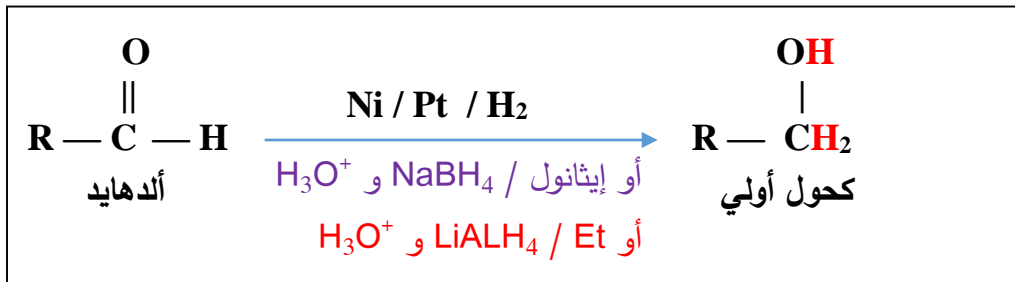 O OH
|| |
R — C — H Ni / Pt / H₂ R — CH₂
أو إيثانول / NaBH₄ و H₃O⁺
ألدهايد كحول أولي
أو LiALH₄ / Et و H₃O⁺